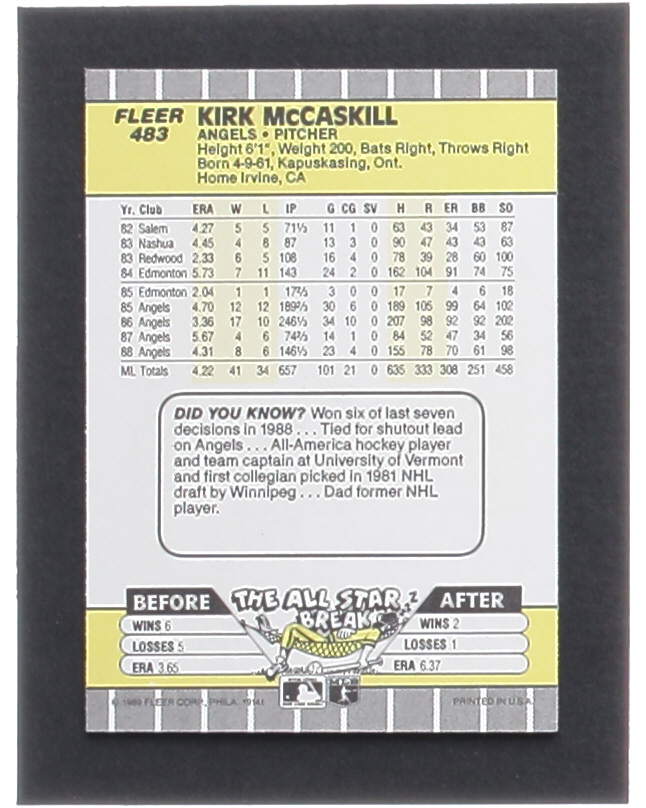 FLEER
483
KIRK McCASKILL
ANGELS • PITCHER
Height 6'1", Weight 200, Bats Right, Throws Right
Born 4-9-61, Kapuskasing, Ont.
Home Irvine, CA
Yr. Club ERA W L IP G CG SV H R ER BB SO
82 Salem 4.27 5 5 71⅓ 11 1 0 63 43 34 53 87
83 Nashua 4.45 4 8 87 13 3 0 90 47 43 43 63
83 Redwood 2.33 6 5 108 16 4 0 78 39 28 60 100
84 Edmonton 5.73 7 11 143 24 2 0 162 104 91 74 75
85 Edmonton 2.04 1 1 17⅔ 3 0 0 17 7 4 6 18
85 Angels 4.70 12 12 189⅔ 30 6 0 189 105 99 64 102
86 Angels 3.36 17 10 246⅓ 34 10 0 207 98 92 92 202
87 Angels 5.67 4 6 74⅔ 14 1 0 84 52 47 34 56
88 Angels 4.31 8 6 146⅓ 23 4 0 155 78 70 61 98
ML Totals 4.22 41 34 657 101 21 0 635 333 308 251 458
DID YOU KNOW? Won six of last seven
decisions in 1988 . . . Tied for shutout lead
on Angels . . . All-America hockey player
and team captain at University of Vermont
and first collegian picked in 1981 NHL
draft by Winnipeg . . . Dad former NHL
player.
BEFORE THE ALL STAR BREAK AFTER
WINS 6 WINS 2
LOSSES 5 LOSSES 1
ERA 3.65 ERA 6.37
© 1989 FLEER CORP., PHILA. 19141 PRINTED IN U.S.A.